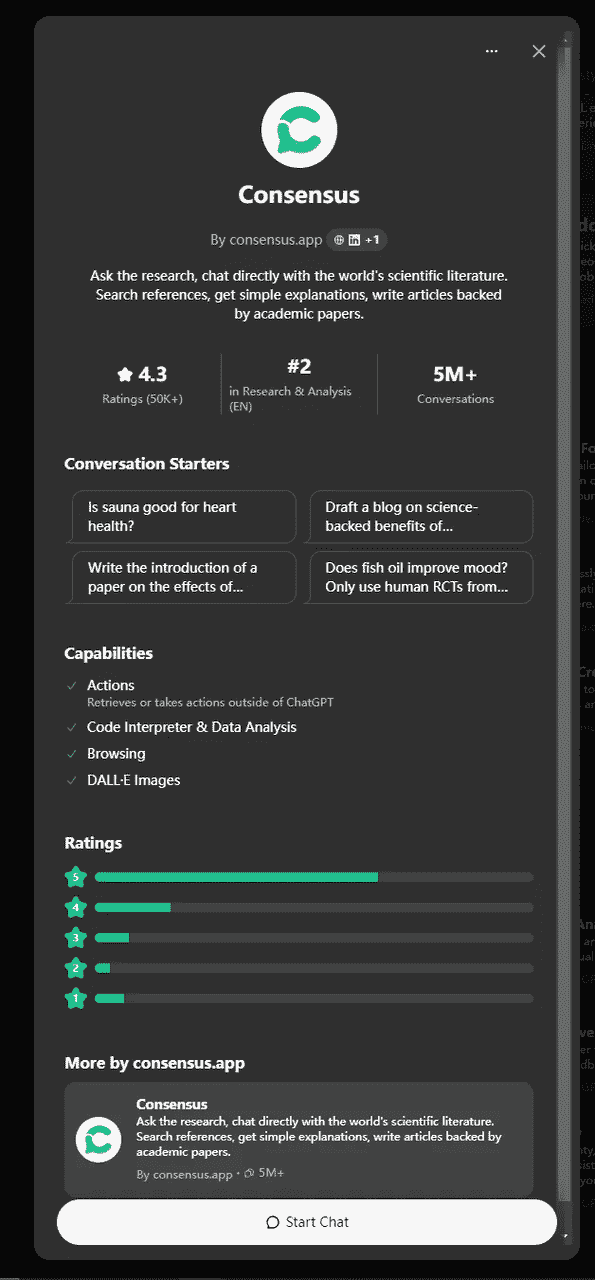 Consensus
By consensus.app +1
Ask the research, chat directly with the world's scientific literature.
Search references, get simple explanations, write articles backed
by academic papers.
4.3
Ratings (50K+)
#2
in Research & Analysis
(EN)
5M+
Conversations
Conversation Starters
Is sauna good for heart
health?
Draft a blog on science-
backed benefits of...
Write the introduction of a
paper on the effects of...
Does fish oil improve mood?
Only use human RCTs from...
Capabilities
Actions
Retrieves or takes actions outside of ChatGPT
Code Interpreter & Data Analysis
Browsing
DALL·E Images
Ratings
5
4
3
2
1
More by consensus.app
Consensus
Ask the research, chat directly with the world's scientific literature.
Search references, get simple explanations, write articles backed by
academic papers.
By consensus.app • 5M+
Start Chat